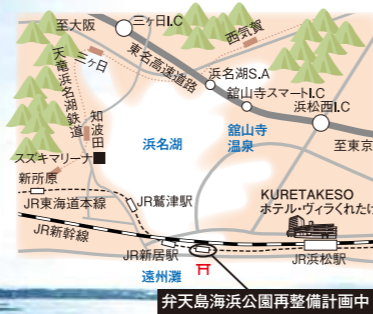 至大阪
三ヶ日I.C
西気賀
三ヶ日
東名高速道路
天竜浜名湖鉄道
浜名湖S.A
舘山寺スマートI.C
浜松西I.C
知波田
浜名湖
舘山寺
温泉
至東京
スズキマリーナ
新所原
JR東海道本線
JR鷲津駅
KURETAKESO
ホテル・ヴィラくれたけ
JR新幹線
JR新居駅
JR浜松駅
遠州灘
弁天島海浜公園再整備計画中